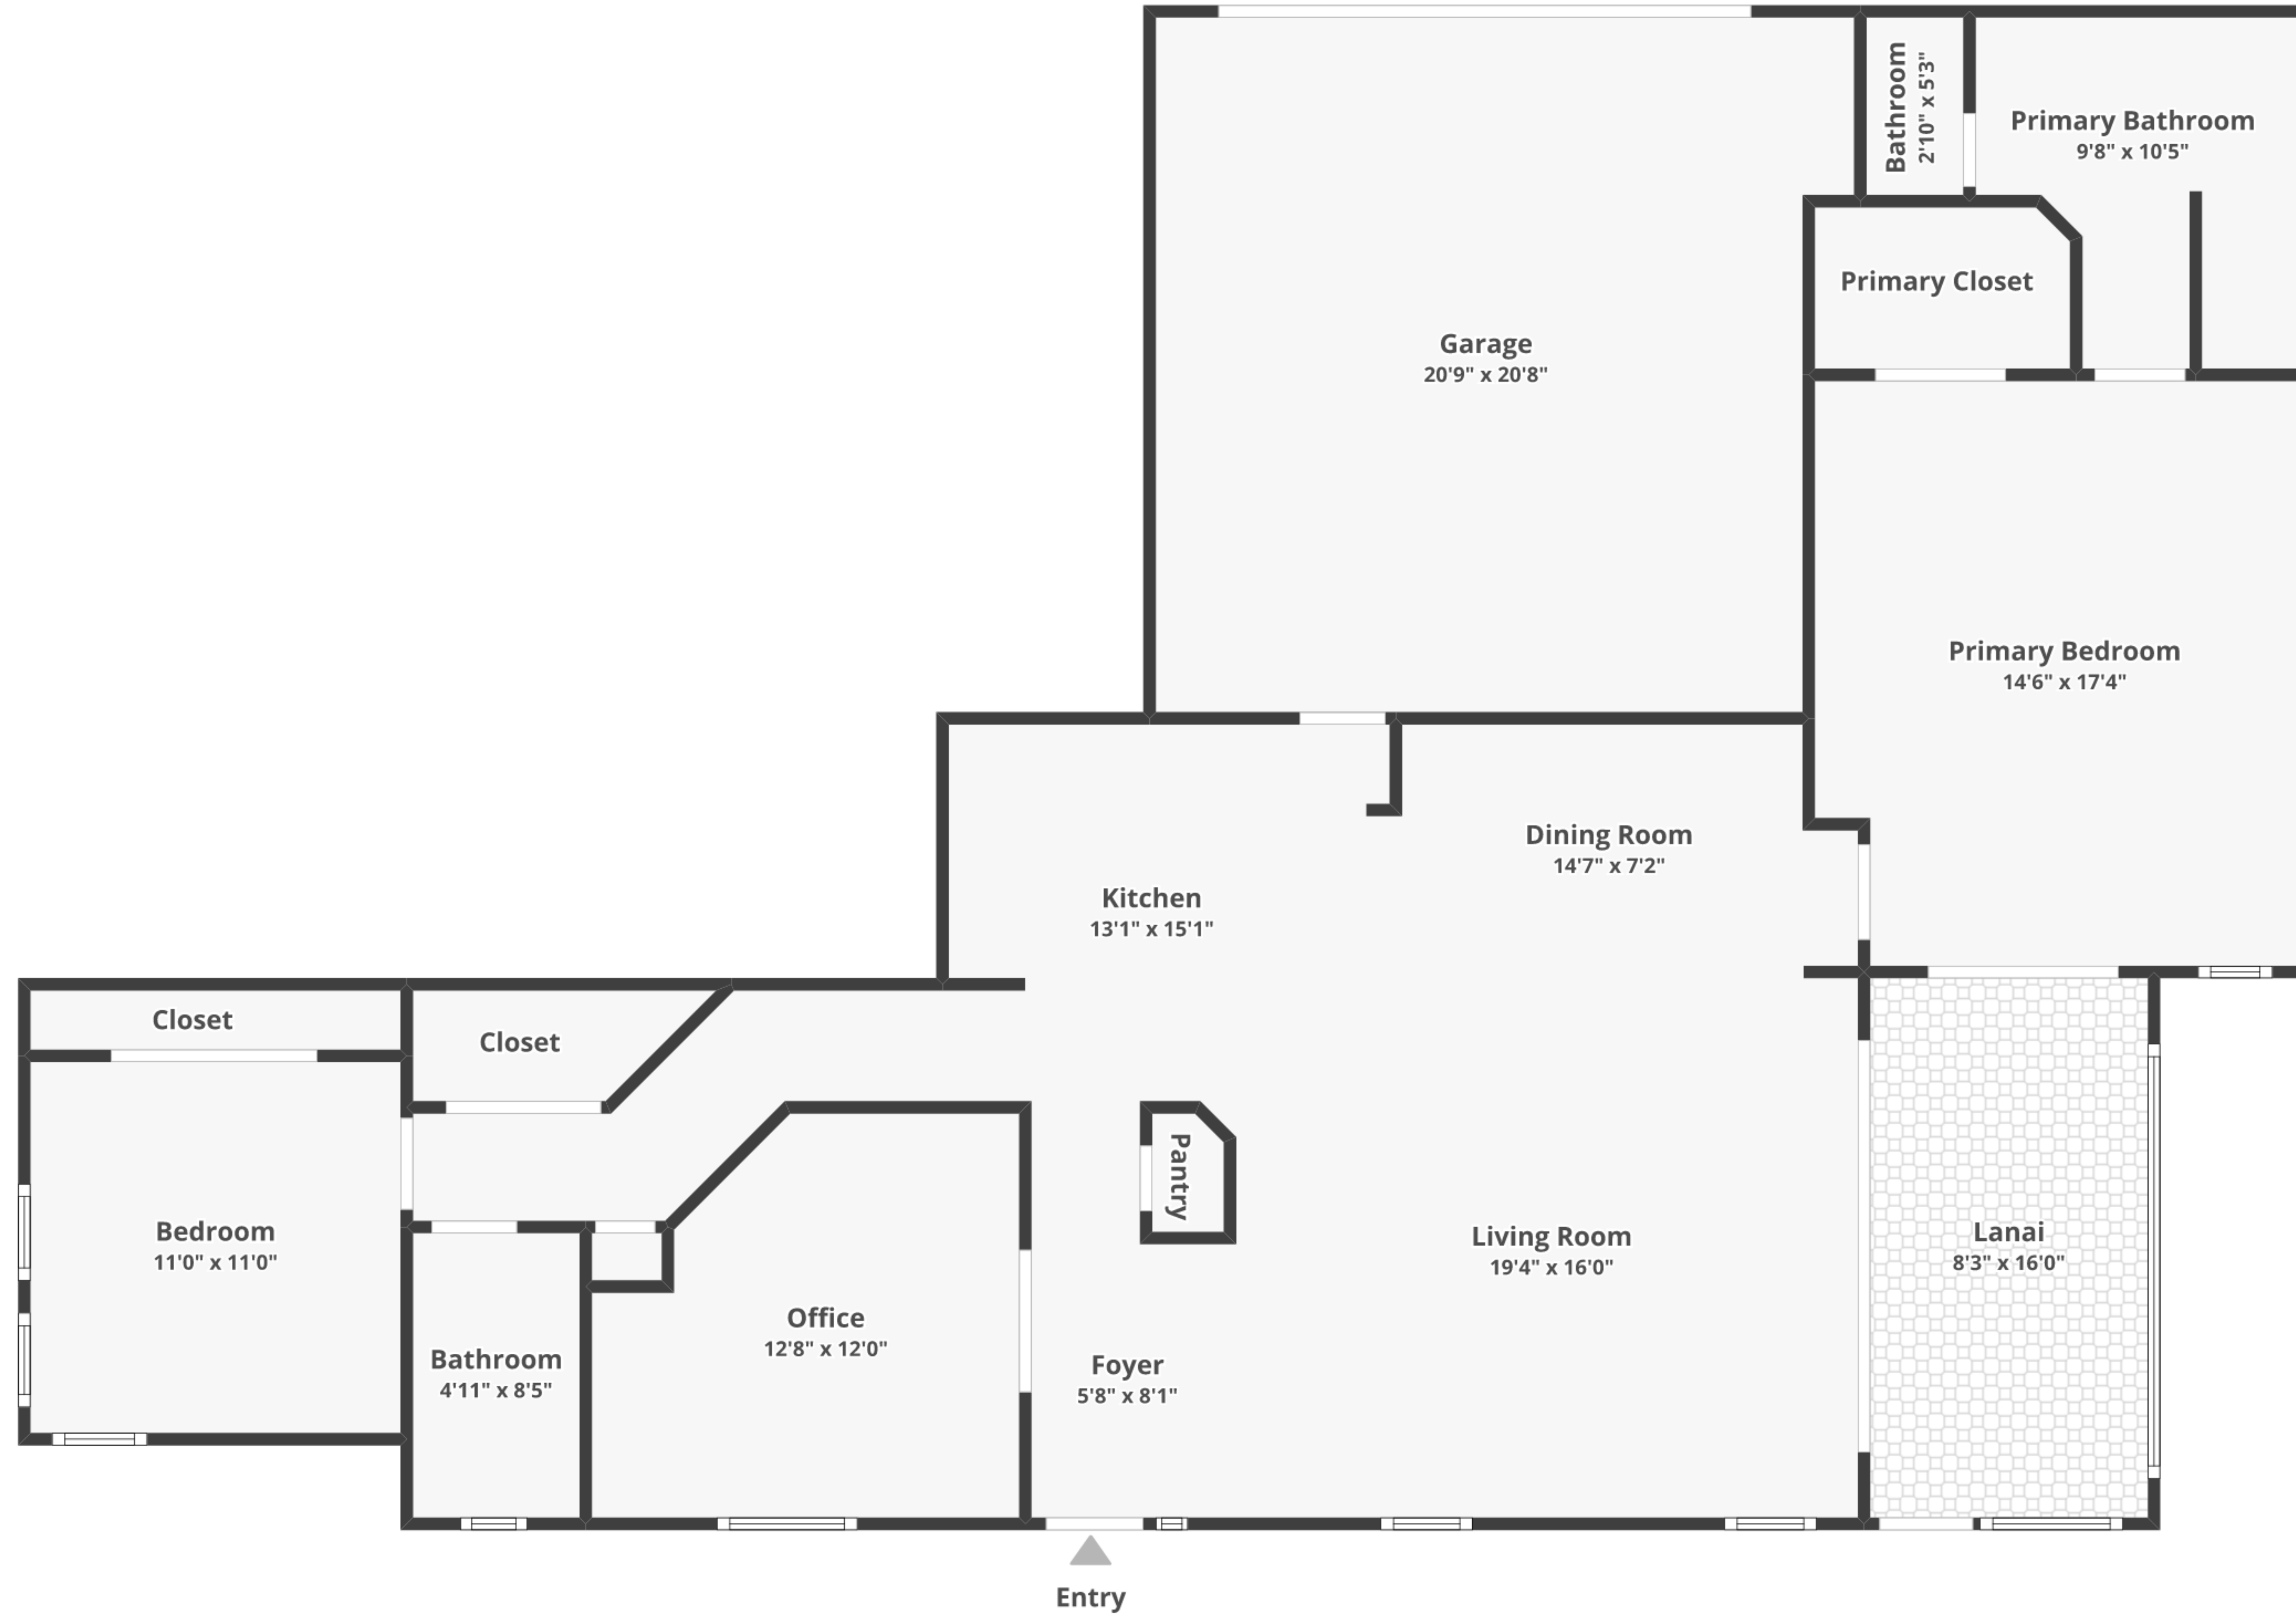 Bathroom
2'10" x 5'3"
Primary Bathroom
9'8" x 10'5"
Primary Closet
Garage
20'9" x 20'8"
Primary Bedroom
14'6" x 17'4"
Dining Room
14'7" x 7'2"
Kitchen
13'1" x 15'1"
Closet
Closet
Pantry
Bedroom
11'0" x 11'0"
Living Room
19'4" x 16'0"
Lanai
8'3" x 16'0"
Office
12'8" x 12'0"
Bathroom
4'11" x 8'5"
Foyer
5'8" x 8'1"
Entry